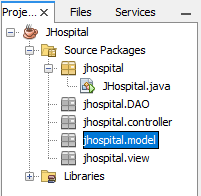 Proje... Files Services
JHospital
Source Packages
jhospital
JHospital.java
jhospital.DAO
jhospital.controller
jhospital.model
jhospital.view
Libraries